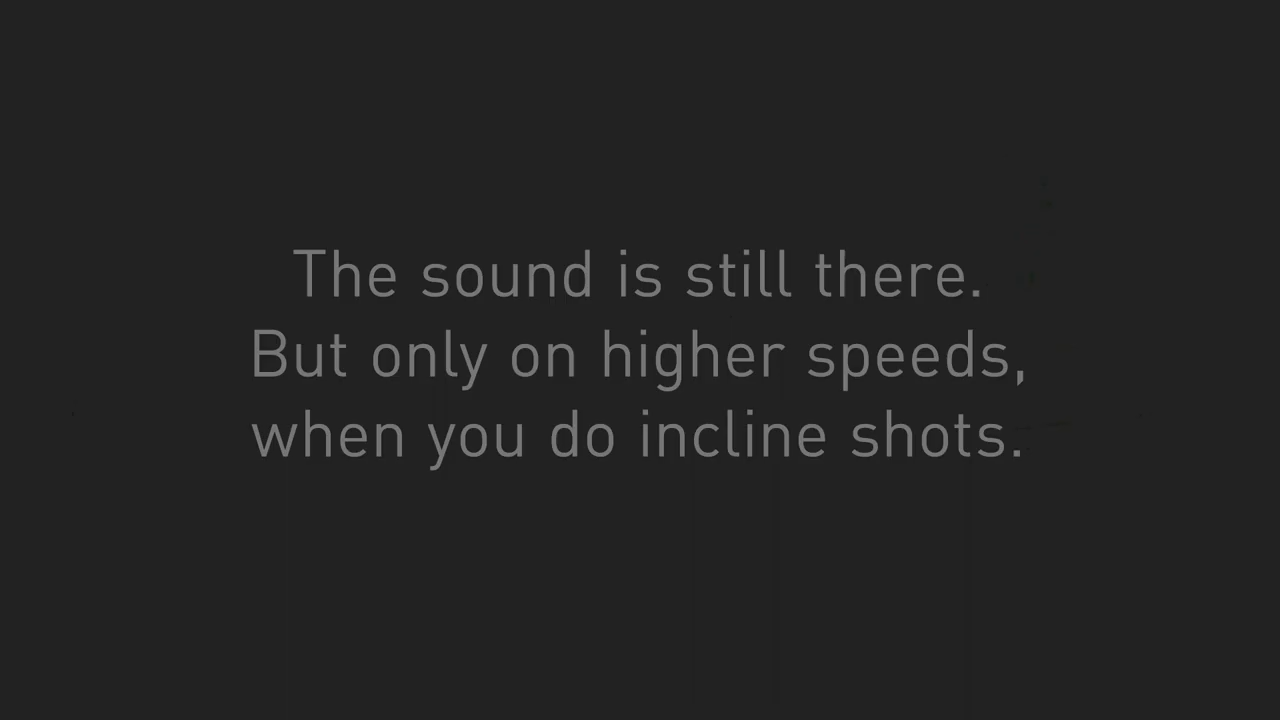 The sound is still there.
But only on higher speeds,
when you do incline shots.